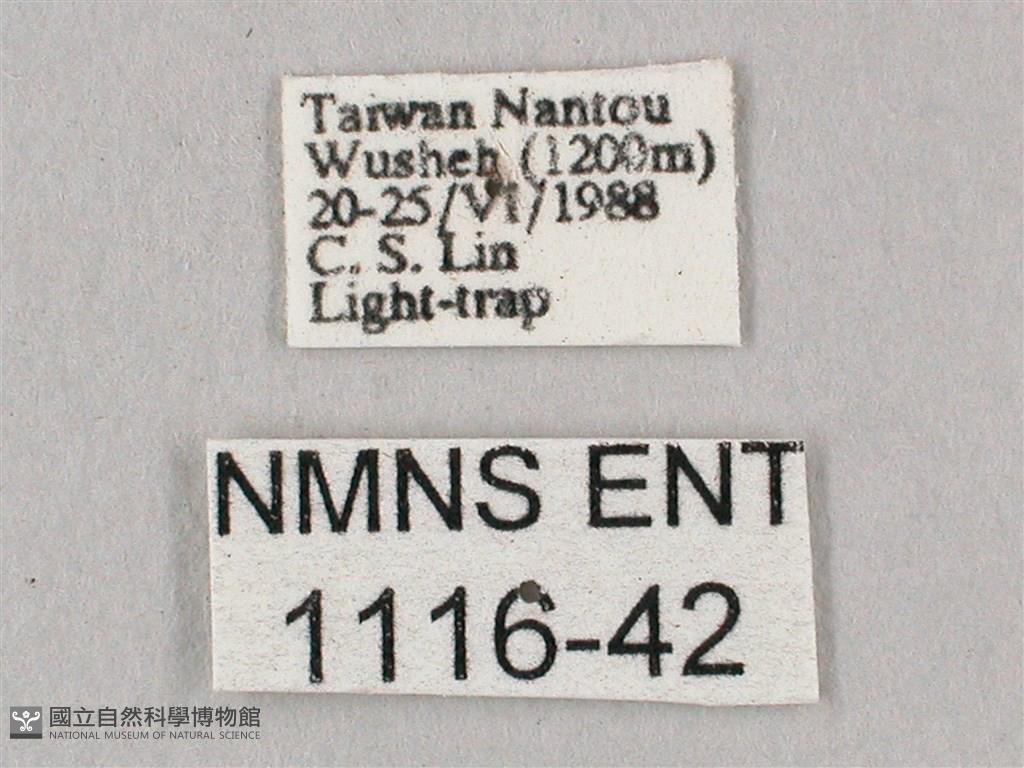 Taiwan Nantou
Wusheh (1200m)
20-25/VI/1988
C. S. Lin
Light-trap
NMNS ENT
1116-42
國立自然科學博物館
NATIONAL MUSEUM OF NATURAL SCIENCE